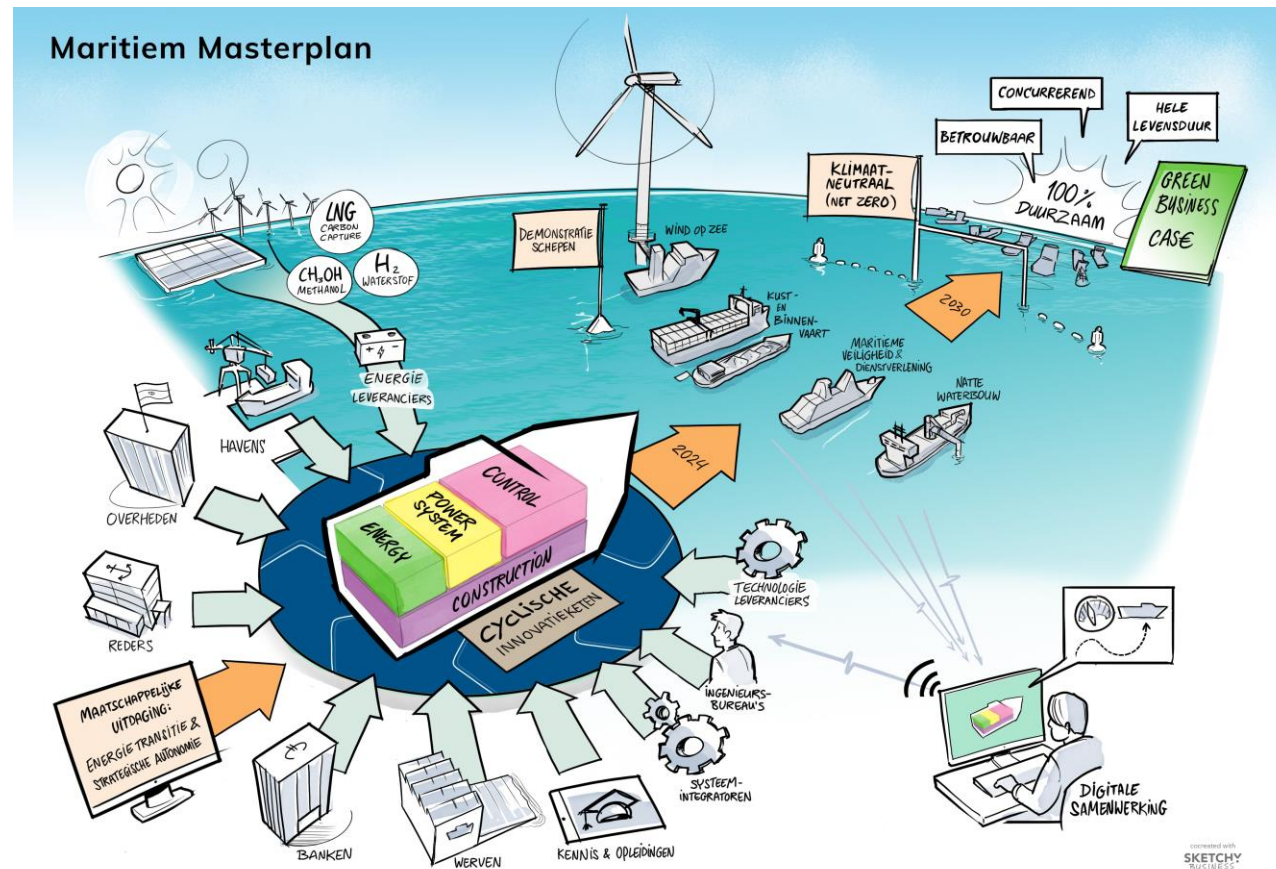 Maritiem Masterplan
CONCURREREND
HELE
LEVENSDUUR
BETROUWBAAR
100%
DUURZAAM
GREEN
BUSINESS
CAS€
KLIMAAT-
NEUTRAAL
(NET ZERO)
LNG
CARBON
CAPTURE
CH3OH
METHANOL
H2
WATERSTOF
DEMONSTRATIE
SCHEPEN
WIND OP ZEE
KUST-
EN
BINNEN-
VAART
2030
MARITIEME
VEILIGHEID &
DIENSTVERLENING
NATTE
WATERBOUW
+ -
ENERGIE
LEVERANCIERS
HAVENS
OVERHEDEN
2024
CONTROL
POWER
SYSTEM
ENERGY
CONSTRUCTION
CYCLISCHE
INNOVATIEKETEN
TECHNOLOGIE
LEVERANCIERS
REDERS
INGENIEURS-
BUREAU'S
MAATSCHAPPELIJKE
UITDAGING:
ENERGIE TRANSITIE &
STRATEGISCHE AUTONOMIE
SYSTEEM-
INTEGRATOREN
BANKEN
WERVEN
KENNIS & OPLEIDINGEN
DIGITALE
SAMENWERKING
cocreated with
SKETCHY
BUSINESS